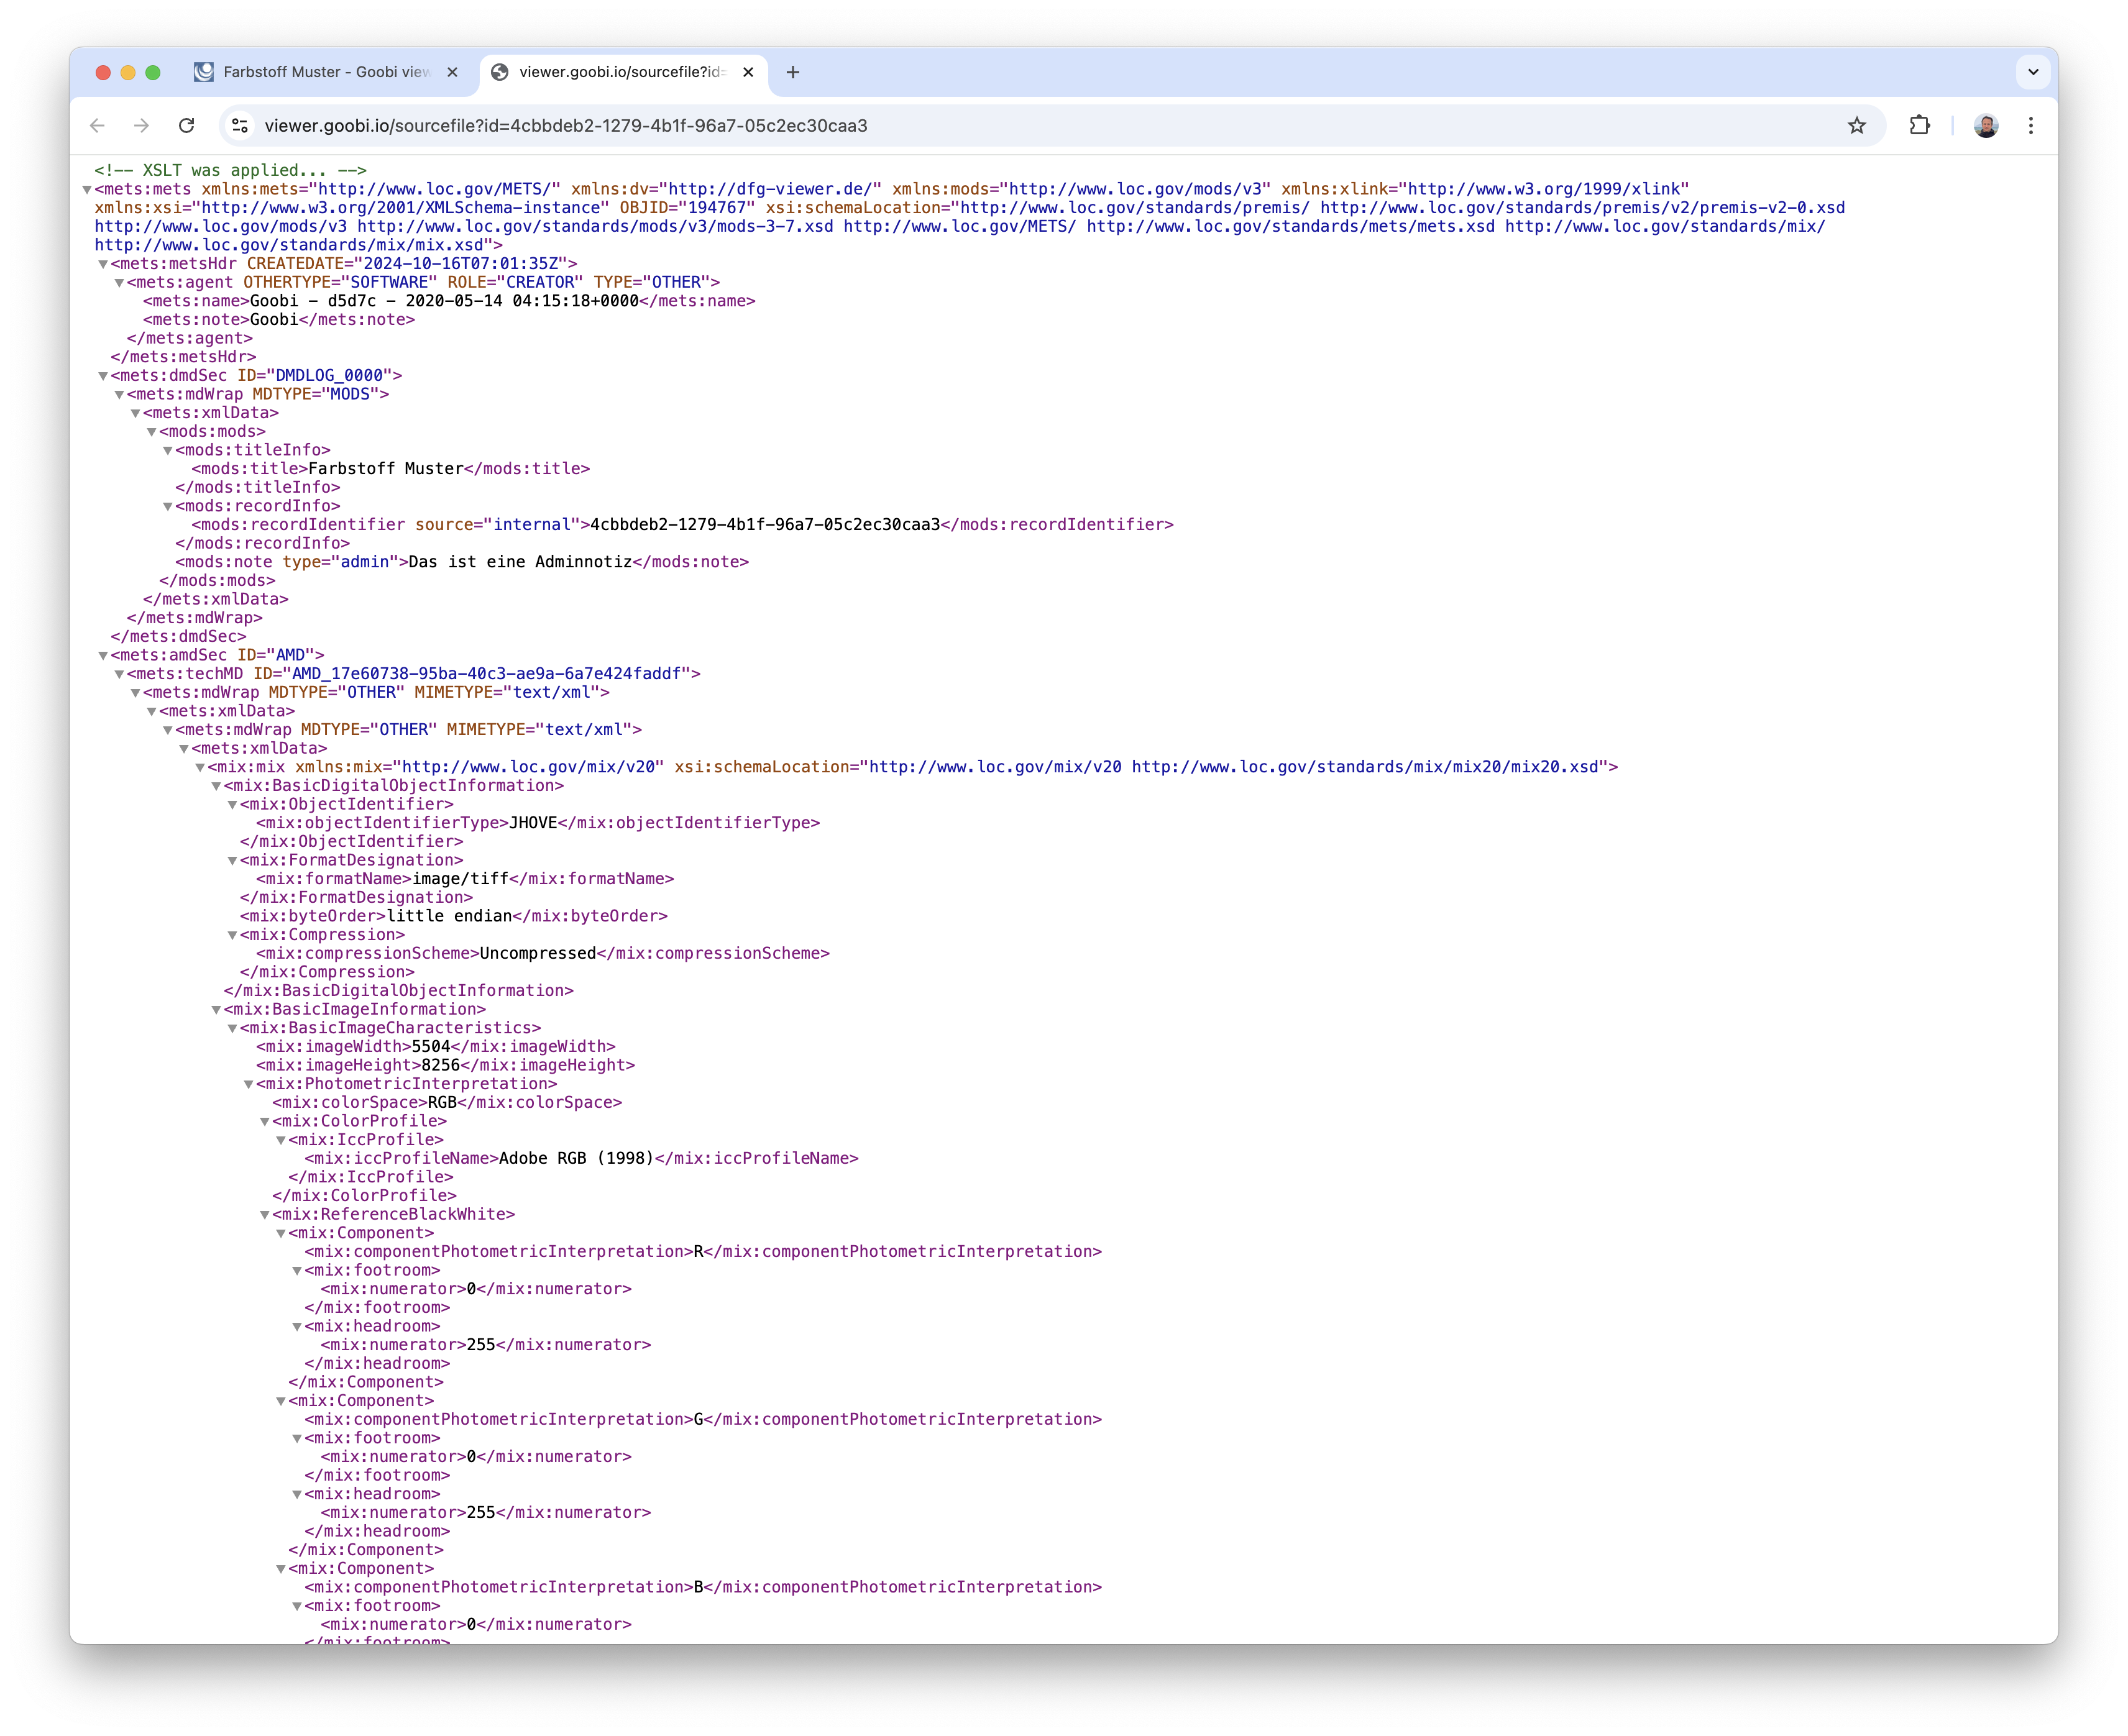 Farbstoff Muster - Goobi view
viewer.goobi.io/sourcefile?id=
viewer.goobi.io/sourcefile?id=4cbbdeb2-1279-4b1f-96a7-05c2ec30caa3
<!-- XSLT was applied... -->
<mets:mets xmlns:mets="http://www.loc.gov/METS/" xmlns:dv="http://dfg-viewer.de/" xmlns:mods="http://www.loc.gov/mods/v3" xmlns:xlink="http://www.w3.org/1999/xlink"
xmlns:xsi="http://www.w3.org/2001/XMLSchema-instance" OBJID="194767" xsi:schemaLocation="http://www.loc.gov/standards/premis/ http://www.loc.gov/standards/premis/v2/premis-v2-0.xsd
http://www.loc.gov/mods/v3 http://www.loc.gov/standards/mods/v3/mods-3-7.xsd http://www.loc.gov/METS/ http://www.loc.gov/standards/mets/mets.xsd http://www.loc.gov/standards/mix/
http://www.loc.gov/standards/mix/mix.xsd">
<mets:metsHdr CREATEDATE="2024-10-16T07:01:35Z">
<mets:agent OTHERTYPE="SOFTWARE" ROLE="CREATOR" TYPE="OTHER">
<mets:name>Goobi - d5d7c - 2020-05-14 04:15:18+0000</mets:name>
<mets:note>Goobi</mets:note>
</mets:agent>
</mets:metsHdr>
<mets:dmdSec ID="DMDLOG_0000">
<mets:mdWrap MDTYPE="MODS">
<mets:xmlData>
<mods:mods>
<mods:titleInfo>
<mods:title>Farbstoff Muster</mods:title>
</mods:titleInfo>
<mods:recordInfo>
<mods:recordIdentifier source="internal">4cbbdeb2-1279-4b1f-96a7-05c2ec30caa3</mods:recordIdentifier>
</mods:recordInfo>
<mods:note type="admin">Das ist eine Adminnotiz</mods:note>
</mods:mods>
</mets:xmlData>
</mets:mdWrap>
</mets:dmdSec>
<mets:amdSec ID="AMD">
<mets:techMD ID="AMD_17e60738-95ba-40c3-ae9a-6a7e424faddf">
<mets:mdWrap MDTYPE="OTHER" MIMETYPE="text/xml">
<mets:xmlData>
<mets:mdWrap MDTYPE="OTHER" MIMETYPE="text/xml">
<mets:xmlData>
<mix:mix xmlns:mix="http://www.loc.gov/mix/v20" xsi:schemaLocation="http://www.loc.gov/mix/v20 http://www.loc.gov/standards/mix/mix20/mix20.xsd">
<mix:BasicDigitalObjectInformation>
<mix:ObjectIdentifier>
<mix:objectIdentifierType>JHOVE</mix:objectIdentifierType>
</mix:ObjectIdentifier>
<mix:FormatDesignation>
<mix:formatName>image/tiff</mix:formatName>
</mix:FormatDesignation>
<mix:byteOrder>little endian</mix:byteOrder>
<mix:Compression>
<mix:compressionScheme>Uncompressed</mix:compressionScheme>
</mix:Compression>
</mix:BasicDigitalObjectInformation>
<mix:BasicImageInformation>
<mix:BasicImageCharacteristics>
<mix:imageWidth>5504</mix:imageWidth>
<mix:imageHeight>8256</mix:imageHeight>
<mix:PhotometricInterpretation>
<mix:colorSpace>RGB</mix:colorSpace>
<mix:ColorProfile>
<mix:IccProfile>
<mix:iccProfileName>Adobe RGB (1998)</mix:iccProfileName>
</mix:IccProfile>
</mix:ColorProfile>
<mix:ReferenceBlackWhite>
<mix:Component>
<mix:componentPhotometricInterpretation>R</mix:componentPhotometricInterpretation>
<mix:footroom>
<mix:numerator>0</mix:numerator>
</mix:footroom>
<mix:headroom>
<mix:numerator>255</mix:numerator>
</mix:headroom>
</mix:Component>
<mix:Component>
<mix:componentPhotometricInterpretation>G</mix:componentPhotometricInterpretation>
<mix:footroom>
<mix:numerator>0</mix:numerator>
</mix:footroom>
<mix:headroom>
<mix:numerator>255</mix:numerator>
</mix:headroom>
</mix:Component>
<mix:Component>
<mix:componentPhotometricInterpretation>B</mix:componentPhotometricInterpretation>
<mix:footroom>
<mix:numerator>0</mix:numerator>
</mix:footroom>